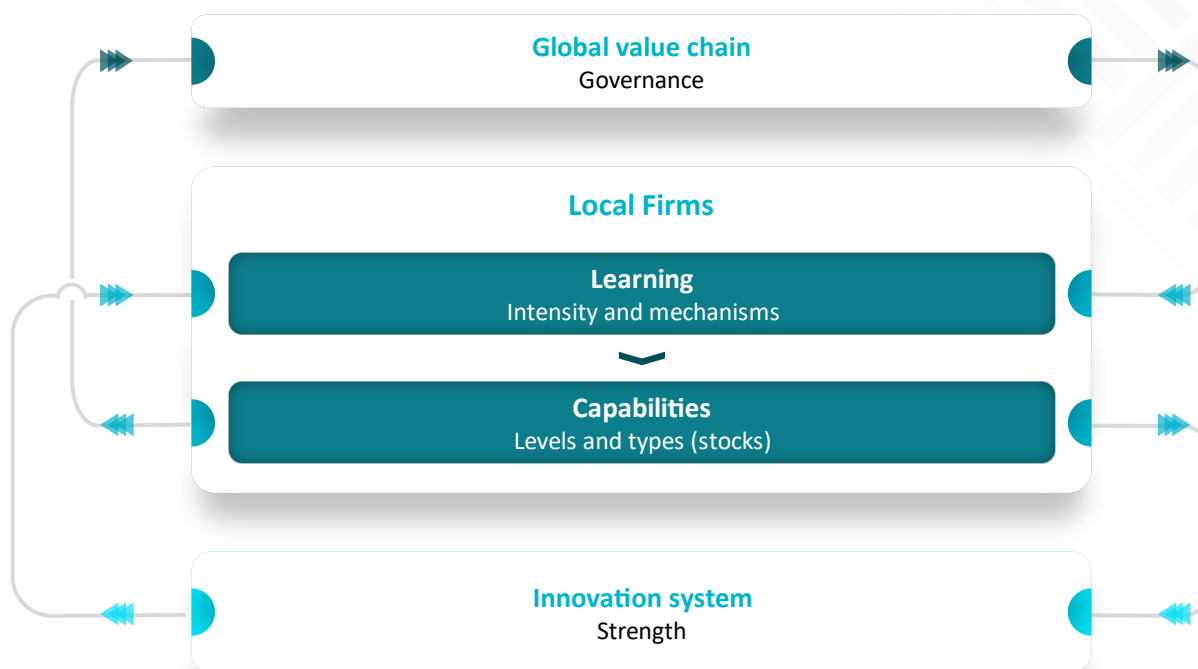 Global value chain
Governance
Local Firms
Learning
Intensity and mechanisms
Capabilities
Levels and types (stocks)
Innovation system
Strength